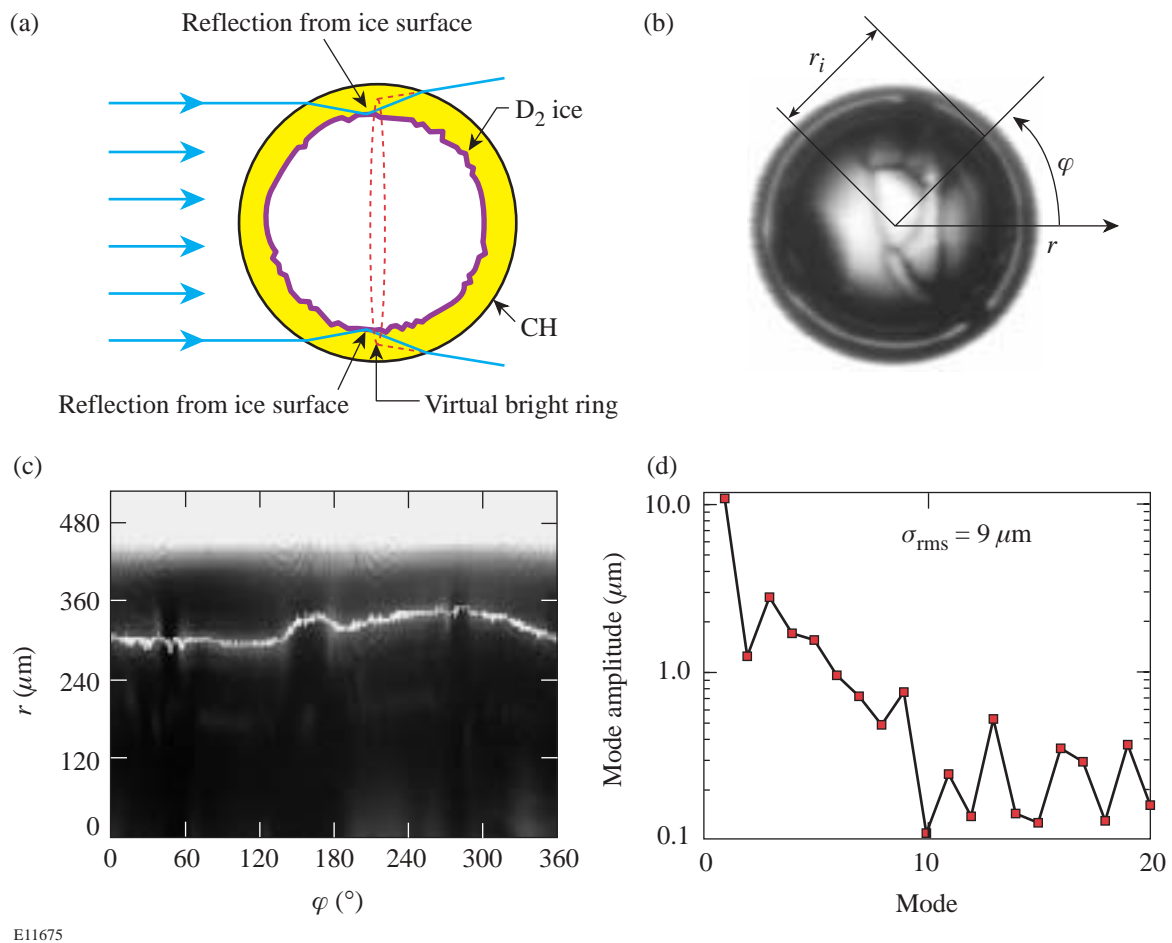 (a)
Reflection from ice surface
D₂ ice
CH
Reflection from ice surface
Virtual bright ring
(b)
rᵢ
φ
r
(c)
480
360
240
120
0
r (μm)
0 60 120 180 240 300 360
φ (°)
(d)
10.0
1.0
0.1
Mode amplitude (μm)
σrms = 9 μm
0 10 20
Mode
E11675